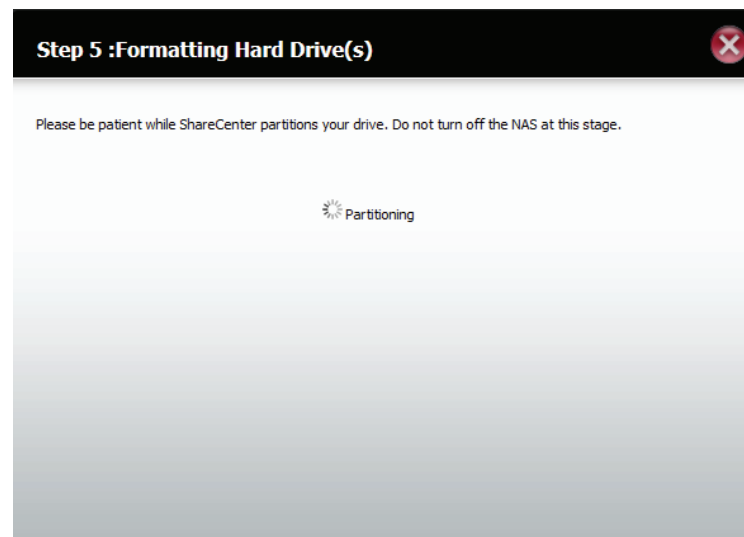 Step 5 :Formatting Hard Drive(s)
Please be patient while ShareCenter partitions your drive. Do not turn off the NAS at this stage.
Partitioning